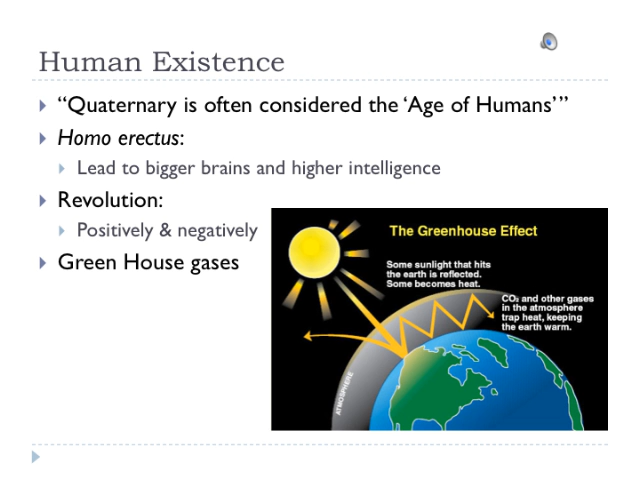 Human Existence
“Quaternary is often considered the ‘Age of Humans’”
Homo erectus:
Lead to bigger brains and higher intelligence
Revolution:
Positively & negatively
Green House gases
The Greenhouse Effect
Some sunlight that hits
the earth is reflected.
Some becomes heat.
CO₂ and other gases
in the atmosphere
trap heat, keeping
the earth warm.
ATMOSPHERE